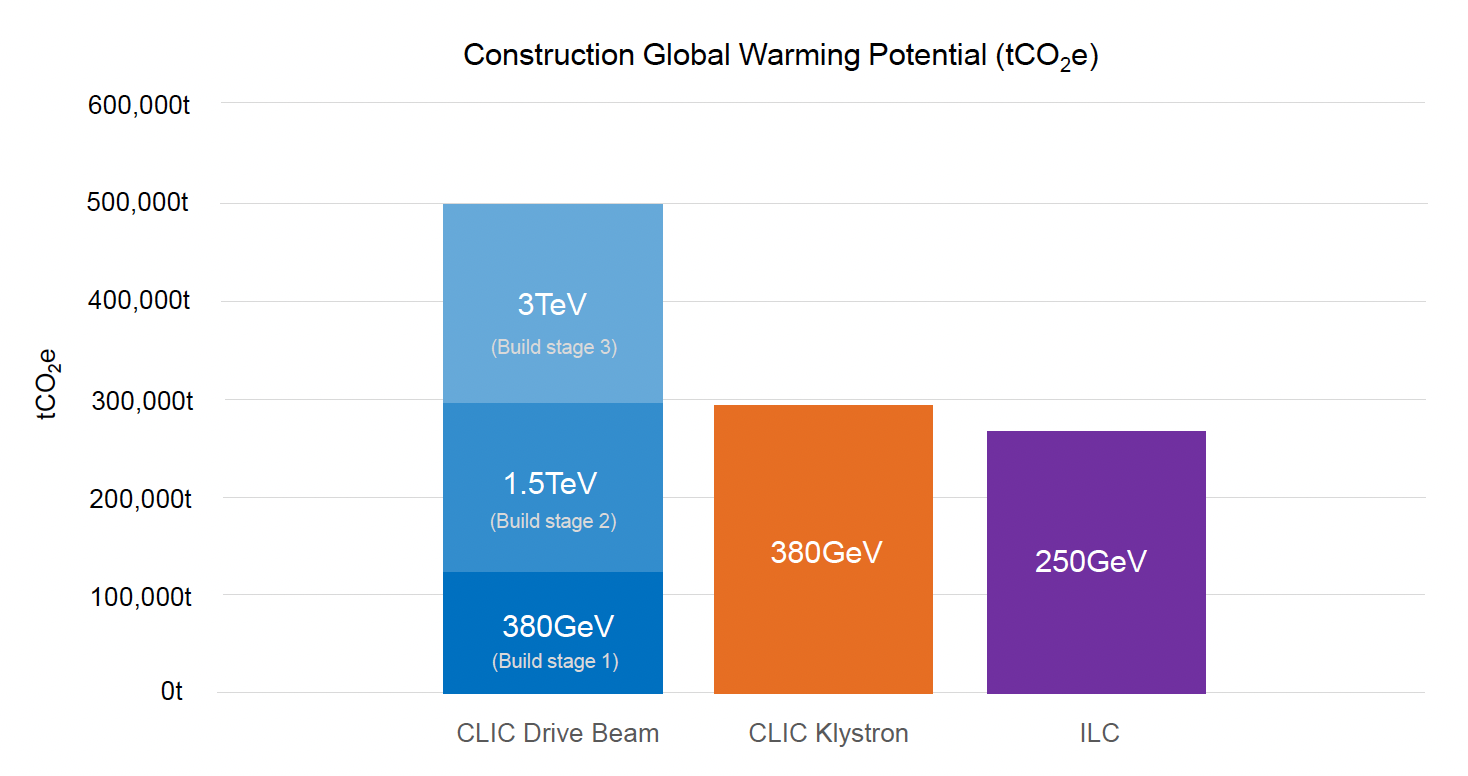 Construction Global Warming Potential (tCO₂e)
600,000t
500,000t
400,000t
300,000t
200,000t
100,000t
0t
tCO₂e
3TeV
(Build stage 3)
1.5TeV
(Build stage 2)
380GeV
(Build stage 1)
380GeV
250GeV
CLIC Drive Beam
CLIC Klystron
ILC